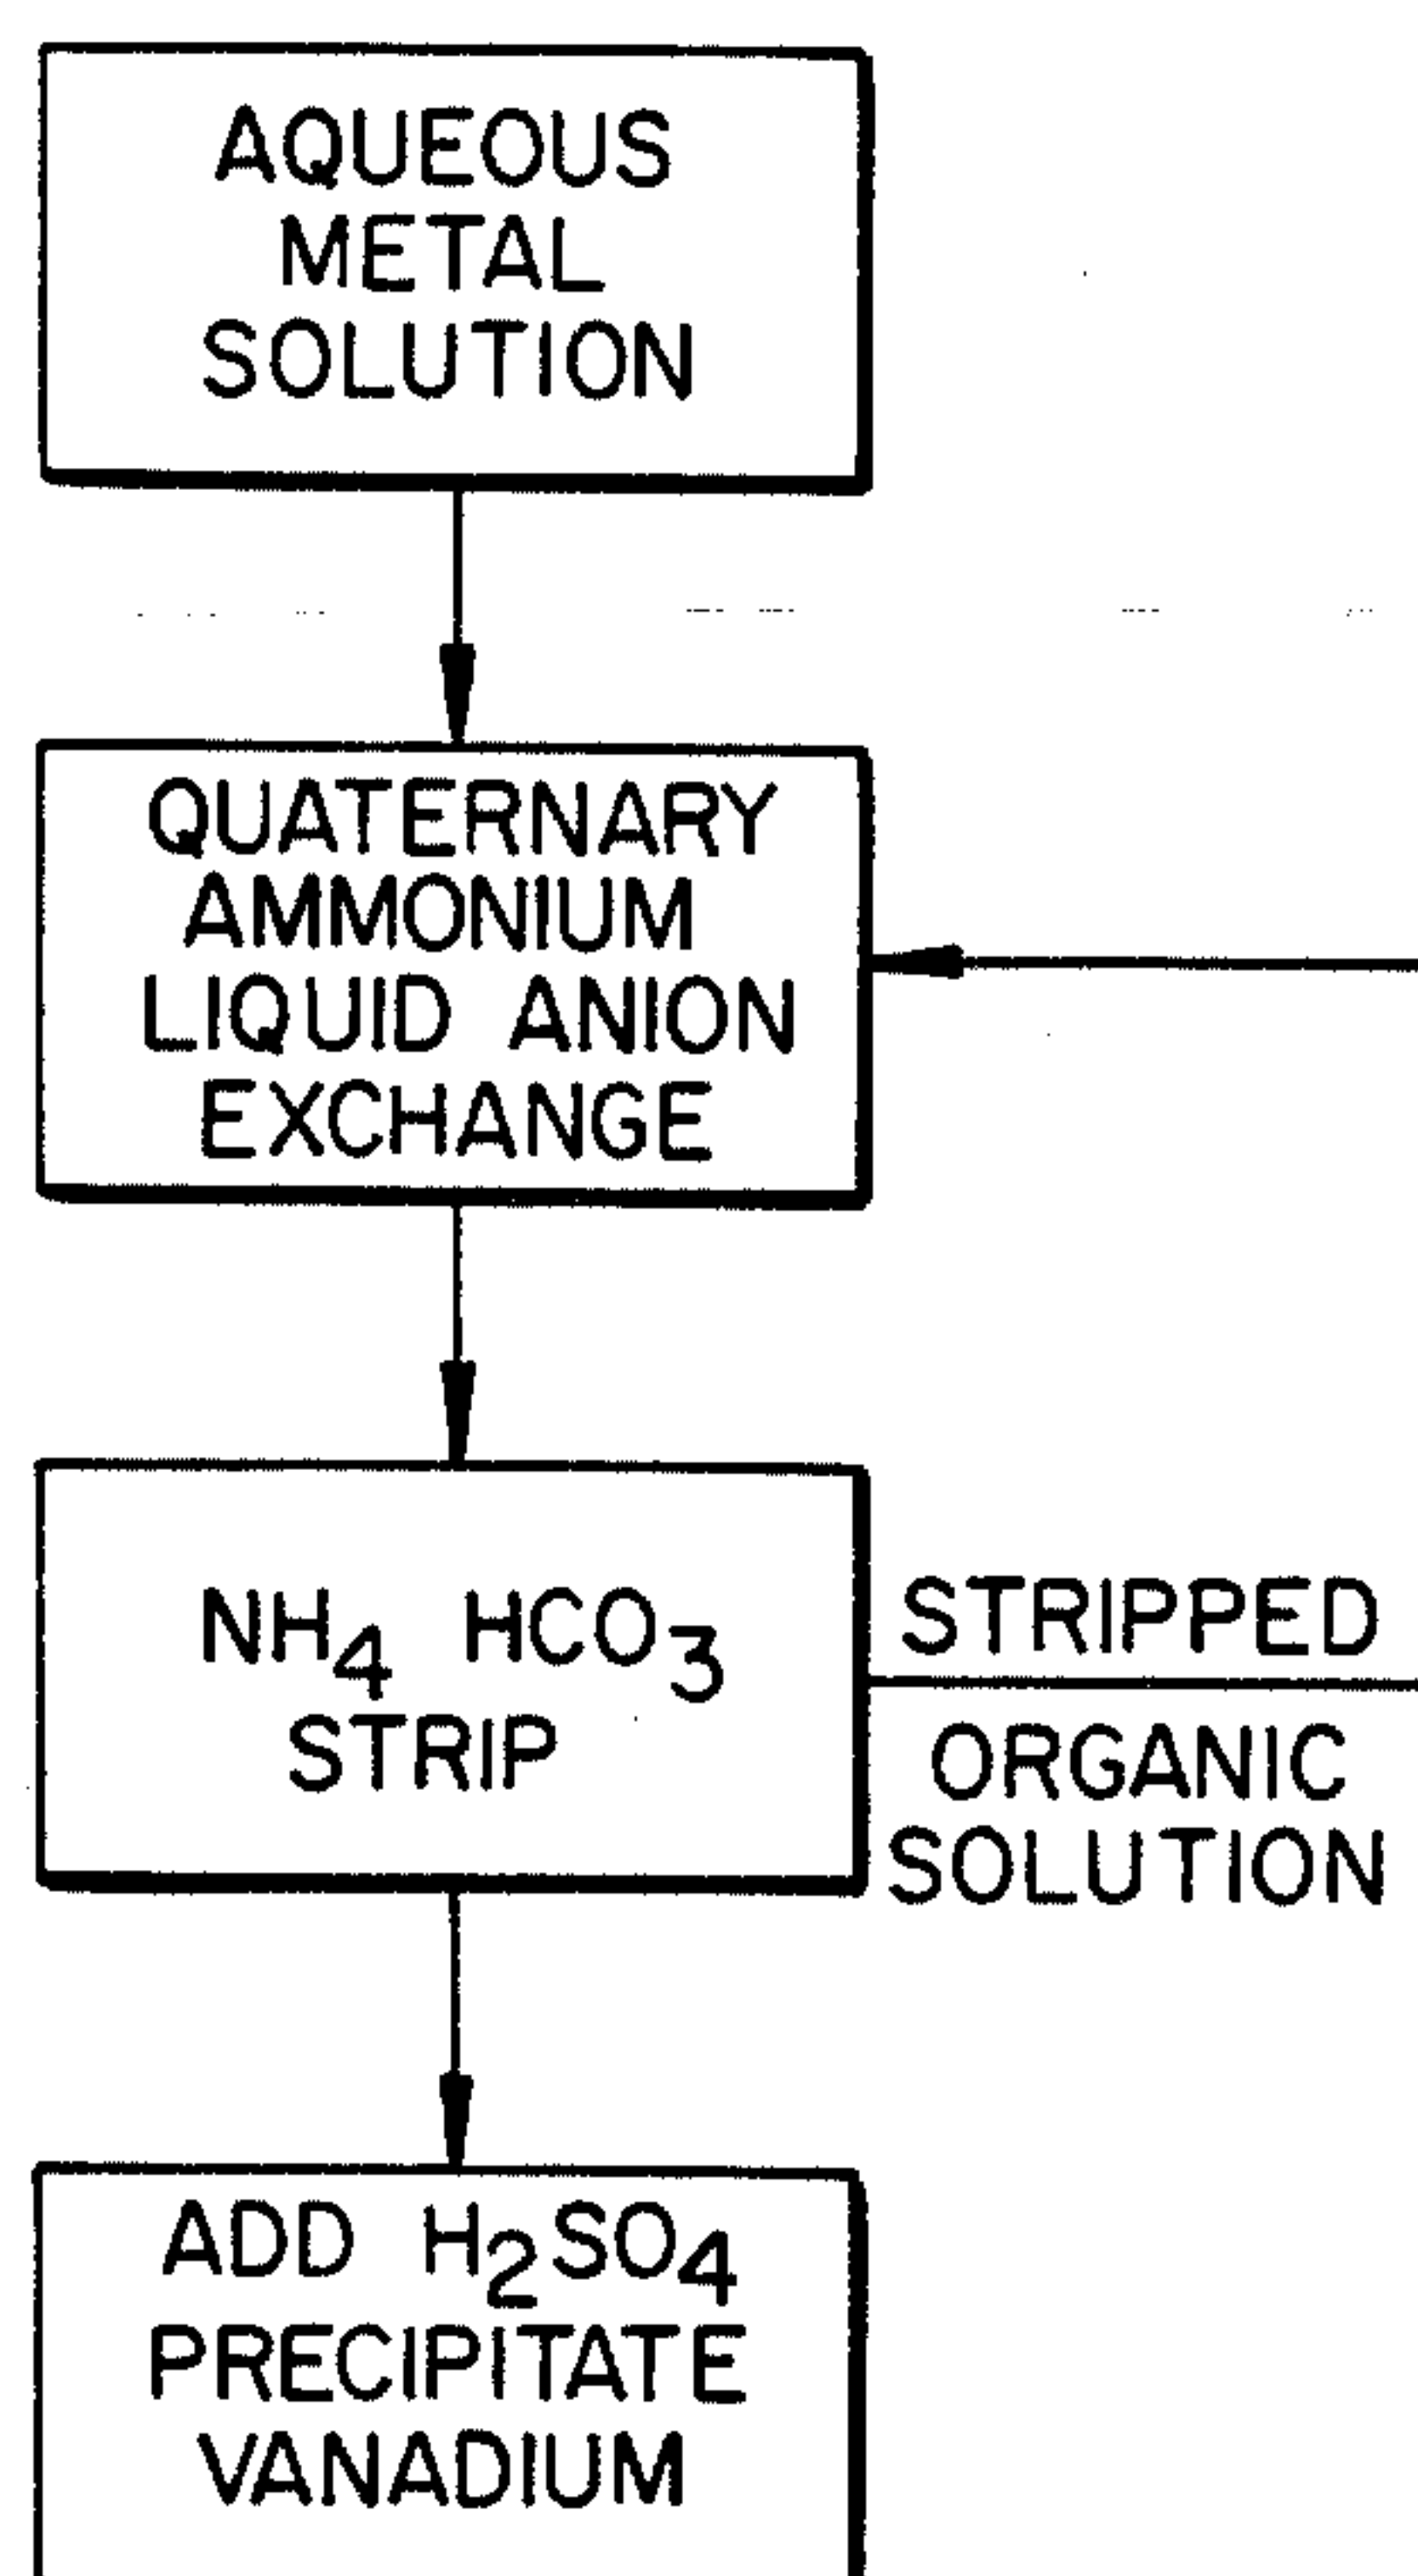 AQUEOUS
METAL
SOLUTION
QUATERNARY
AMMONIUM
LIQUID ANION
EXCHANGE
NH4 HCO3
STRIP
STRIPPED
ORGANIC
SOLUTION
ADD H2SO4
PRECIPITATE
VANADIUM